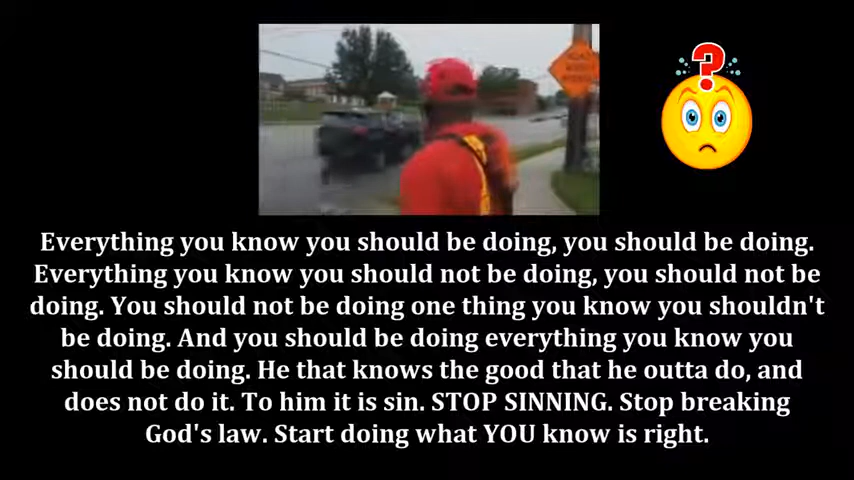 ?
Everything you know you should be doing, you should be doing.
Everything you know you should not be doing, you should not be
doing. You should not be doing one thing you know you shouldn't
be doing. And you should be doing everything you know you
should be doing. He that knows the good that he outta do, and
does not do it. To him it is sin. STOP SINNING. Stop breaking
God's law. Start doing what YOU know is right.